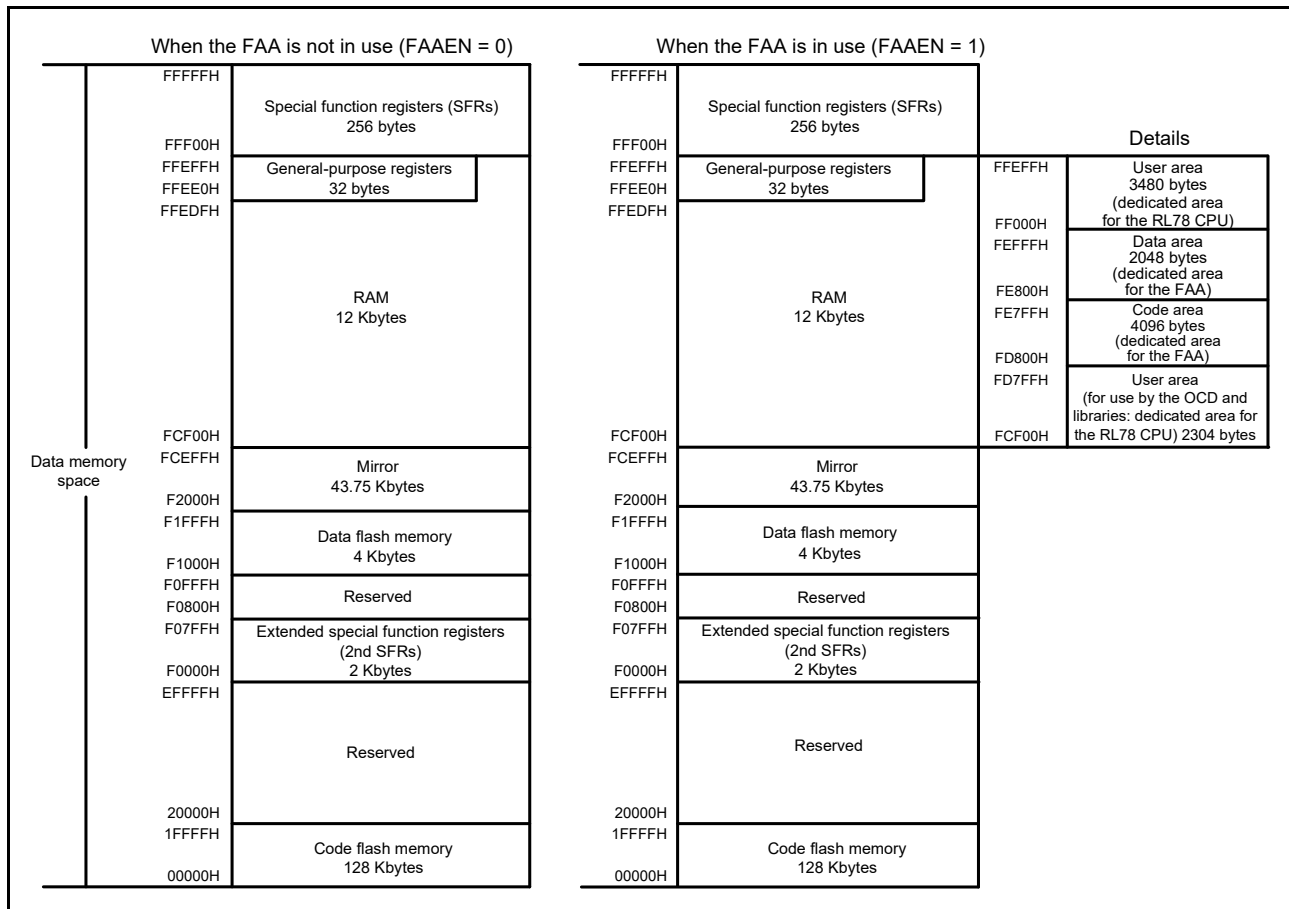 When the FAA is not in use (FAAEN = 0)
FFFFFH
Special function registers (SFRs)
256 bytes
FFF00H
FFEFFH
General-purpose registers
32 bytes
FFEE0H
FFEDFH
RAM
12 Kbytes
FCF00H
FCEFFH
Mirror
43.75 Kbytes
F2000H
F1FFFH
Data flash memory
4 Kbytes
F1000H
F0FFFH
Reserved
F0800H
F07FFH
Extended special function registers
(2nd SFRs)
2 Kbytes
F0000H
EFFFFH
Reserved
20000H
1FFFFH
Code flash memory
128 Kbytes
00000H
Data memory
space
When the FAA is in use (FAAEN = 1)
FFFFFH
Special function registers (SFRs)
256 bytes
FFF00H
FFEFFH
General-purpose registers
32 bytes
FFEE0H
FFEDFH
RAM
12 Kbytes
FCF00H
FCEFFH
Mirror
43.75 Kbytes
F2000H
F1FFFH
Data flash memory
4 Kbytes
F1000H
F0FFFH
Reserved
F0800H
F07FFH
Extended special function registers
(2nd SFRs)
2 Kbytes
F0000H
EFFFFH
Reserved
20000H
1FFFFH
Code flash memory
128 Kbytes
00000H
Details
FFEFFH
User area
3480 bytes
(dedicated area
for the RL78 CPU)
FF000H
FEFFFH
Data area
2048 bytes
(dedicated area
for the FAA)
FE800H
FE7FFH
Code area
4096 bytes
(dedicated area
for the FAA)
FD800H
FD7FFH
User area
(for use by the OCD and
libraries: dedicated area for
the RL78 CPU) 2304 bytes
FCF00H